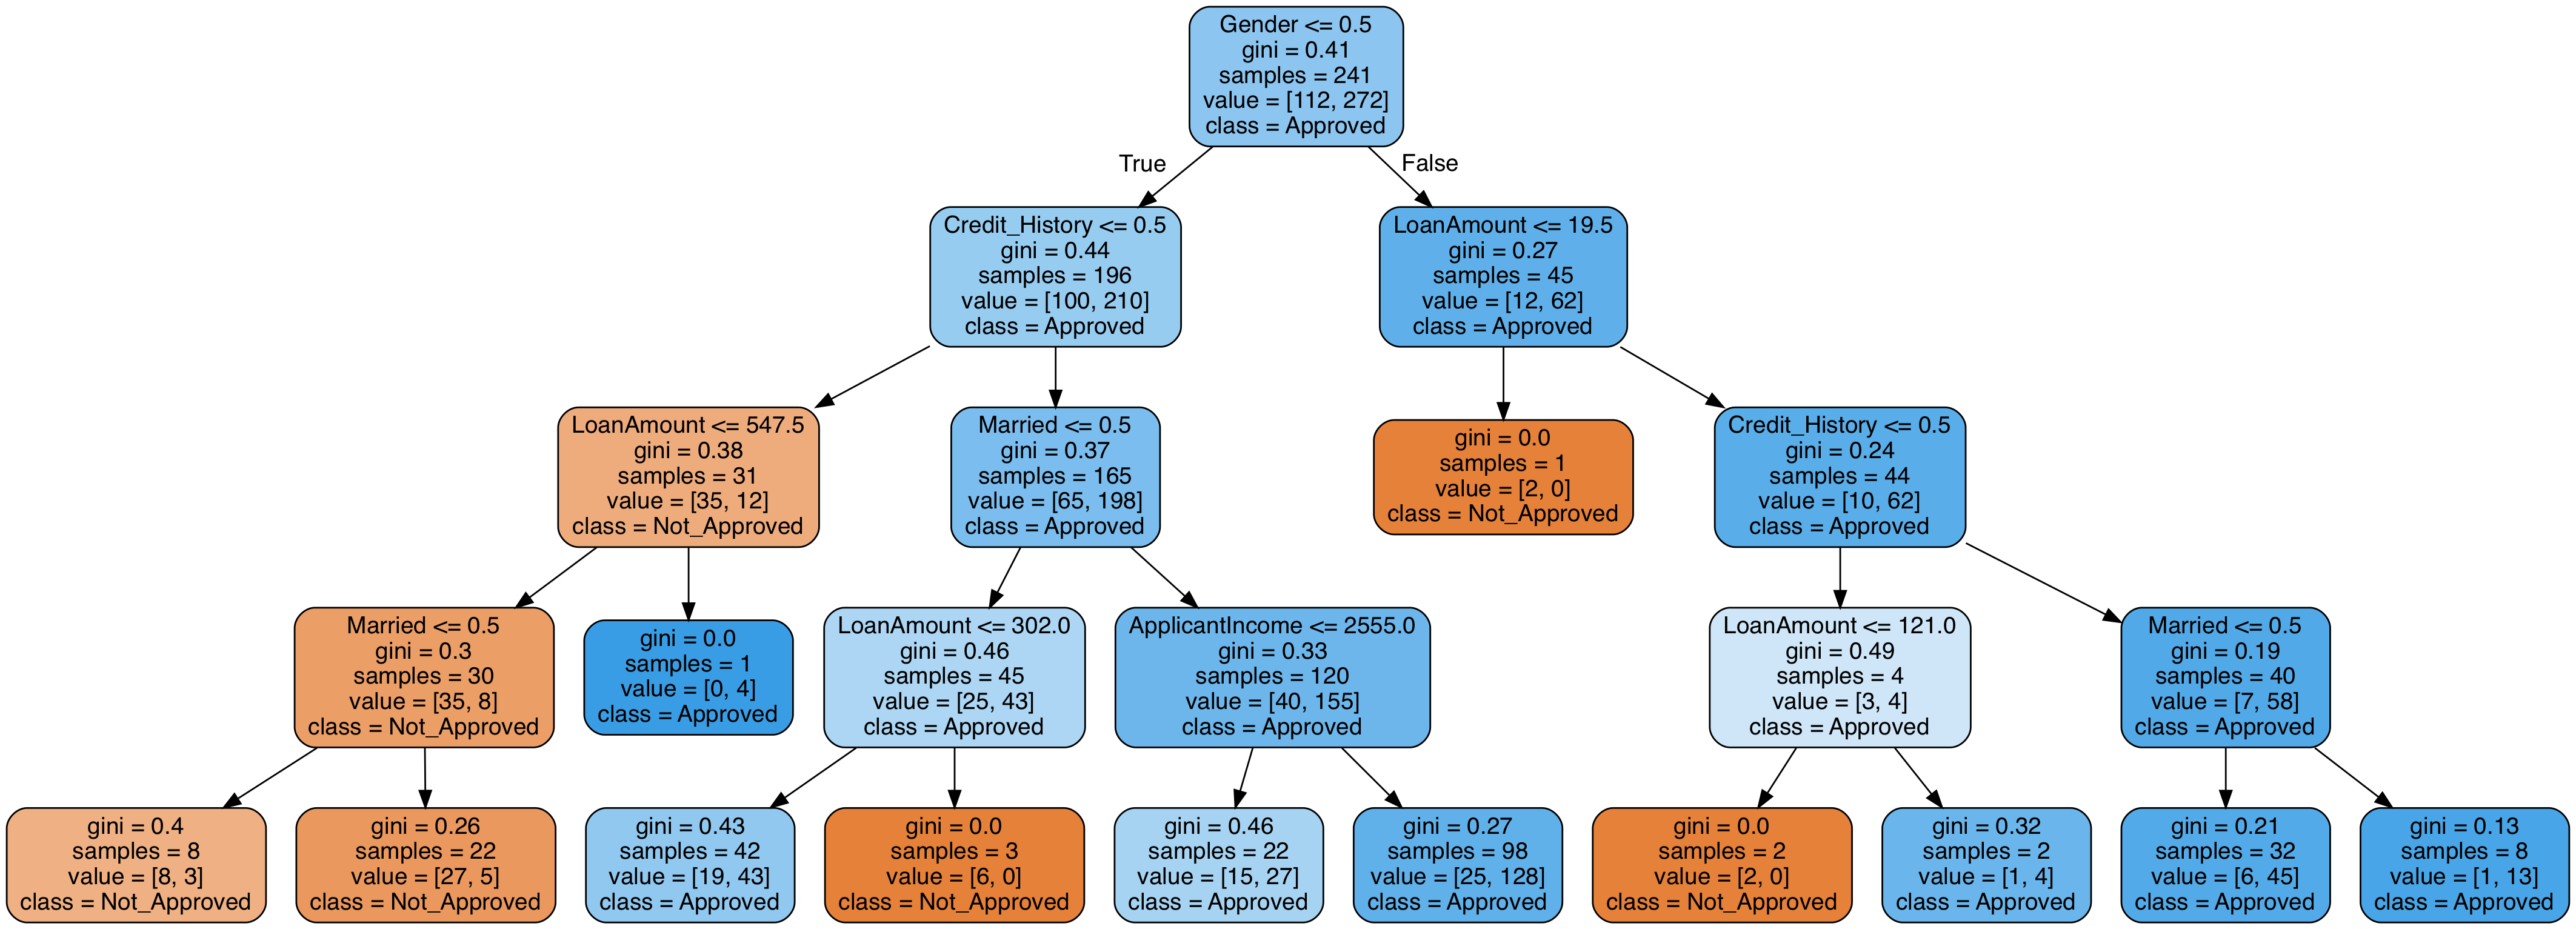 Gender <= 0.5
gini = 0.41
samples = 241
value = [112, 272]
class = Approved
True
False
Credit_History <= 0.5
gini = 0.44
samples = 196
value = [100, 210]
class = Approved
LoanAmount <= 19.5
gini = 0.27
samples = 45
value = [12, 62]
class = Approved
LoanAmount <= 547.5
gini = 0.38
samples = 31
value = [35, 12]
class = Not_Approved
Married <= 0.5
gini = 0.37
samples = 165
value = [65, 198]
class = Approved
gini = 0.0
samples = 1
value = [2, 0]
class = Not_Approved
Credit_History <= 0.5
gini = 0.24
samples = 44
value = [10, 62]
class = Approved
Married <= 0.5
gini = 0.3
samples = 30
value = [35, 8]
class = Not_Approved
gini = 0.0
samples = 1
value = [0, 4]
class = Approved
LoanAmount <= 302.0
gini = 0.46
samples = 45
value = [25, 43]
class = Approved
ApplicantIncome <= 2555.0
gini = 0.33
samples = 120
value = [40, 155]
class = Approved
LoanAmount <= 121.0
gini = 0.49
samples = 4
value = [3, 4]
class = Approved
Married <= 0.5
gini = 0.19
samples = 40
value = [7, 58]
class = Approved
gini = 0.4
samples = 8
value = [8, 3]
class = Not_Approved
gini = 0.26
samples = 22
value = [27, 5]
class = Not_Approved
gini = 0.43
samples = 42
value = [19, 43]
class = Approved
gini = 0.0
samples = 3
value = [6, 0]
class = Not_Approved
gini = 0.46
samples = 22
value = [15, 27]
class = Approved
gini = 0.27
samples = 98
value = [25, 128]
class = Approved
gini = 0.0
samples = 2
value = [2, 0]
class = Not_Approved
gini = 0.32
samples = 2
value = [1, 4]
class = Approved
gini = 0.21
samples = 32
value = [6, 45]
class = Approved
gini = 0.13
samples = 8
value = [1, 13]
class = Approved